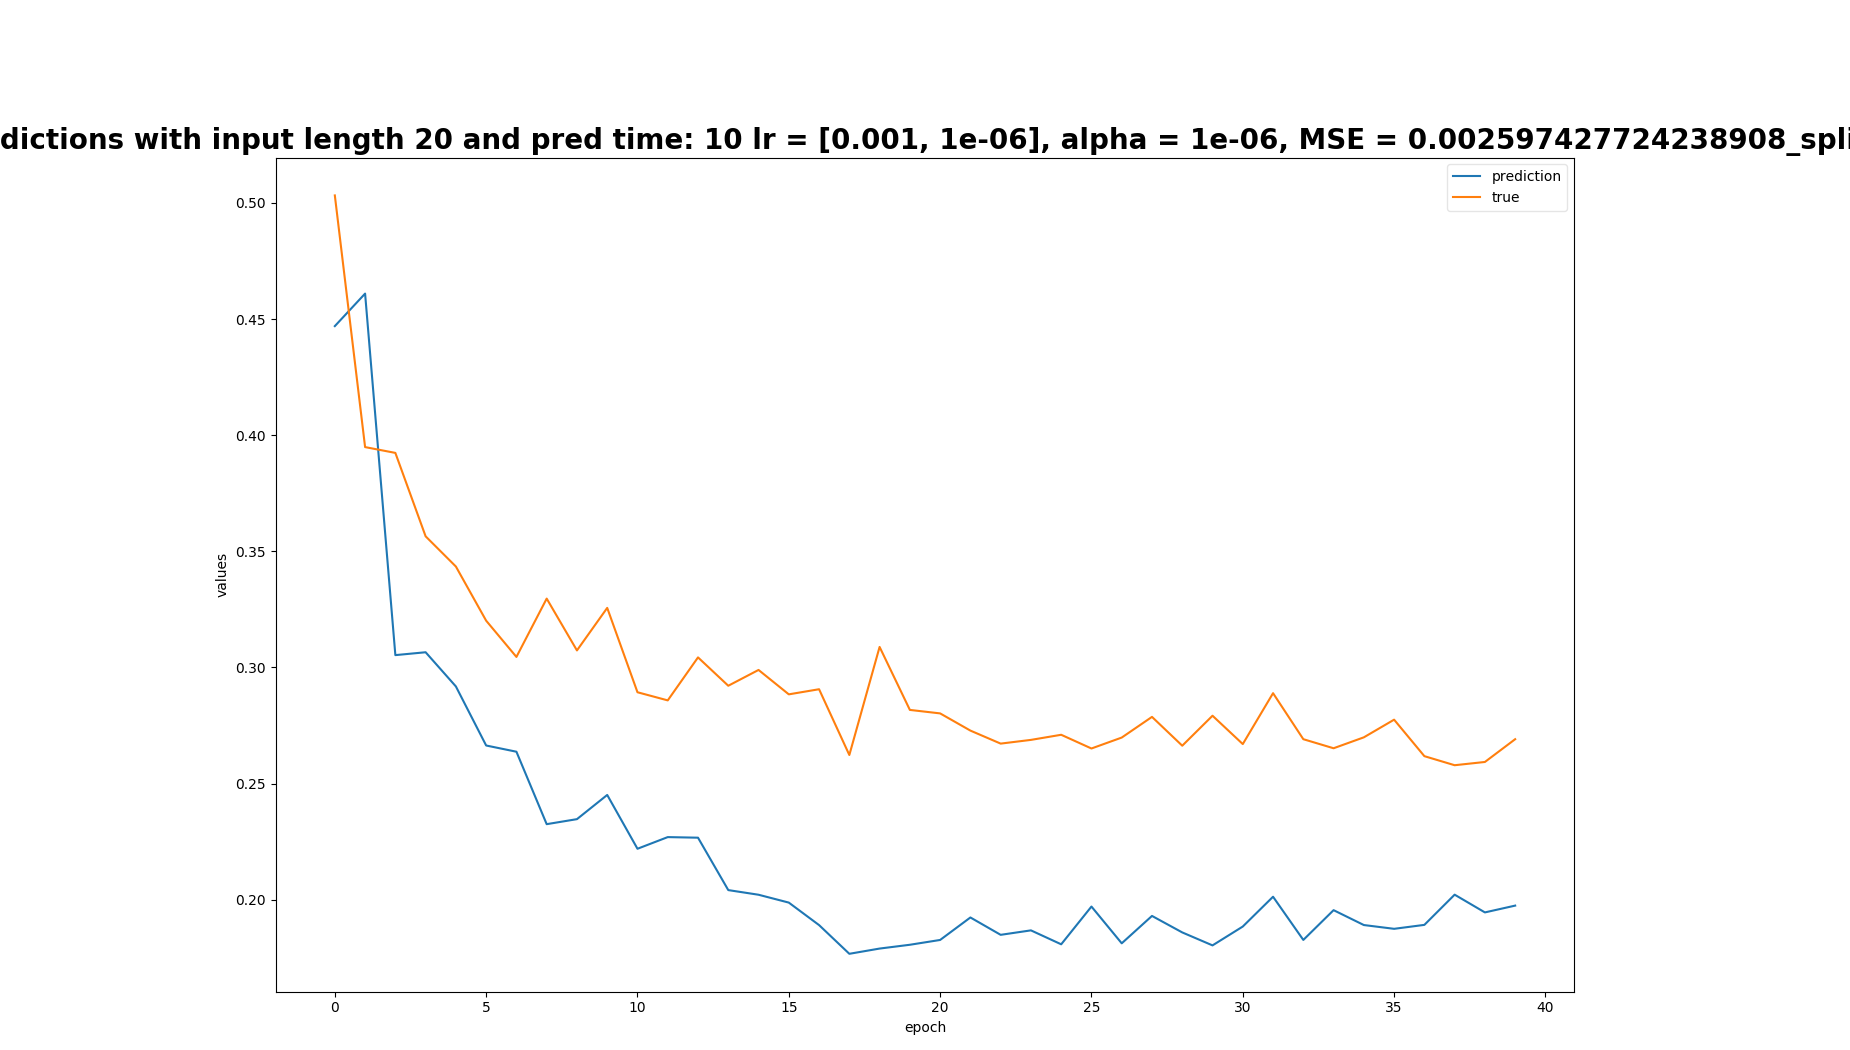 dictions with input length 20 and pred time: 10 lr = [0.001, 1e-06], alpha = 1e-06, MSE = 0.002597427724238908_spli
prediction
true
0.50
0.45
0.40
0.35
0.30
0.25
0.20
values
0 5 10 15 20 25 30 35 40
epoch